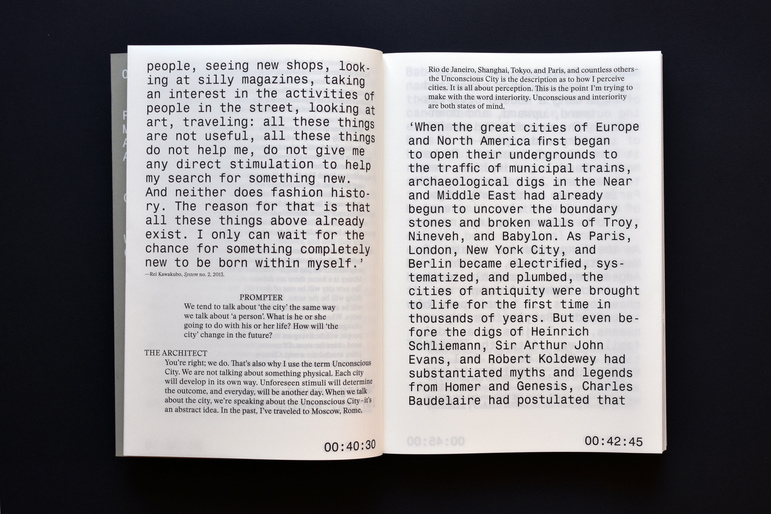 people, seeing new shops, look-
ing at silly magazines, taking
an interest in the activities of
people in the street, looking at
art, traveling: all these things
are not useful, all these things
do not help me, do not give me
any direct stimulation to help
my search for something new.
And neither does fashion histo-
ry. The reason for that is that
all these things above already
exist. I only can wait for the
chance for something completely
new to be born within myself.’
—Rei Kawakubo, System no. 2, 2013.
PROMPTER
We tend to talk about ‘the city’ the same way
we talk about ‘a person’. What is he or she
going to do with his or her life? How will ‘the
city’ change in the future?
THE ARCHITECT
You’re right; we do. That’s also why I use the term Unconscious
City. We are not talking about something physical. Each city
will develop in its own way. Unforeseen stimuli will determine
the outcome, and everyday, will be another day. When we talk
about the city, we’re speaking about the Unconscious City–it’s
an abstract idea. In the past, I’ve traveled to Moscow, Rome,
00:40:30
Rio de Janeiro, Shanghai, Tokyo, and Paris, and countless others–
the Unconscious City is the description as to how I perceive
cities. It is all about perception. This is the point I’m trying to
make with the word interiority. Unconscious and interiority
are both states of mind.
‘When the great cities of Europe
and North America first began
to open their undergrounds to
the traffic of municipal trains,
archaeological digs in the Near
and Middle East had already
begun to uncover the boundary
stones and broken walls of Troy,
Nineveh, and Babylon. As Paris,
London, New York City, and
Berlin became electrified, sys-
tematized, and plumbed, the
cities of antiquity were brought
to life for the first time in
thousands of years. But even be-
fore the digs of Heinrich
Schliemann, Sir Arthur John
Evans, and Robert Koldewey had
substantiated myths and legends
from Homer and Genesis, Charles
Baudelaire had postulated that
00:42:45